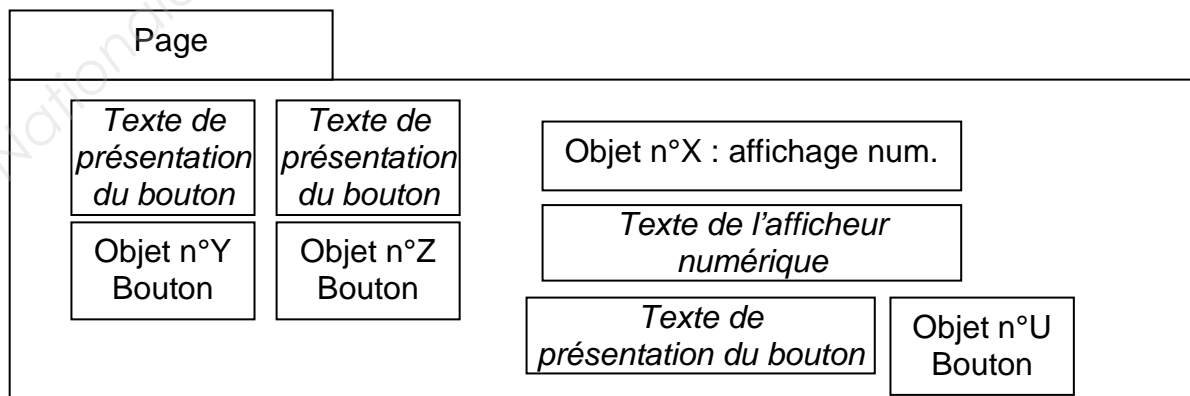 Page
Texte de
présentation
du bouton
Texte de
présentation
du bouton
Objet n°X : affichage num.
Objet n°Y
Bouton
Objet n°Z
Bouton
Texte de l'afficheur
numérique
Texte de
présentation du bouton
Objet n°U
Bouton